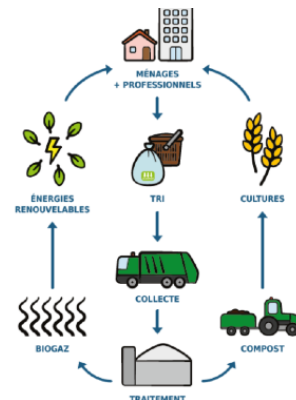 MÉNAGES
+ PROFESSIONNELS
ÉNERGIES
RENOUVELABLES
TRI
CULTURES
COLLECTE
BIOGAZ
COMPOST
TRAITEMENT